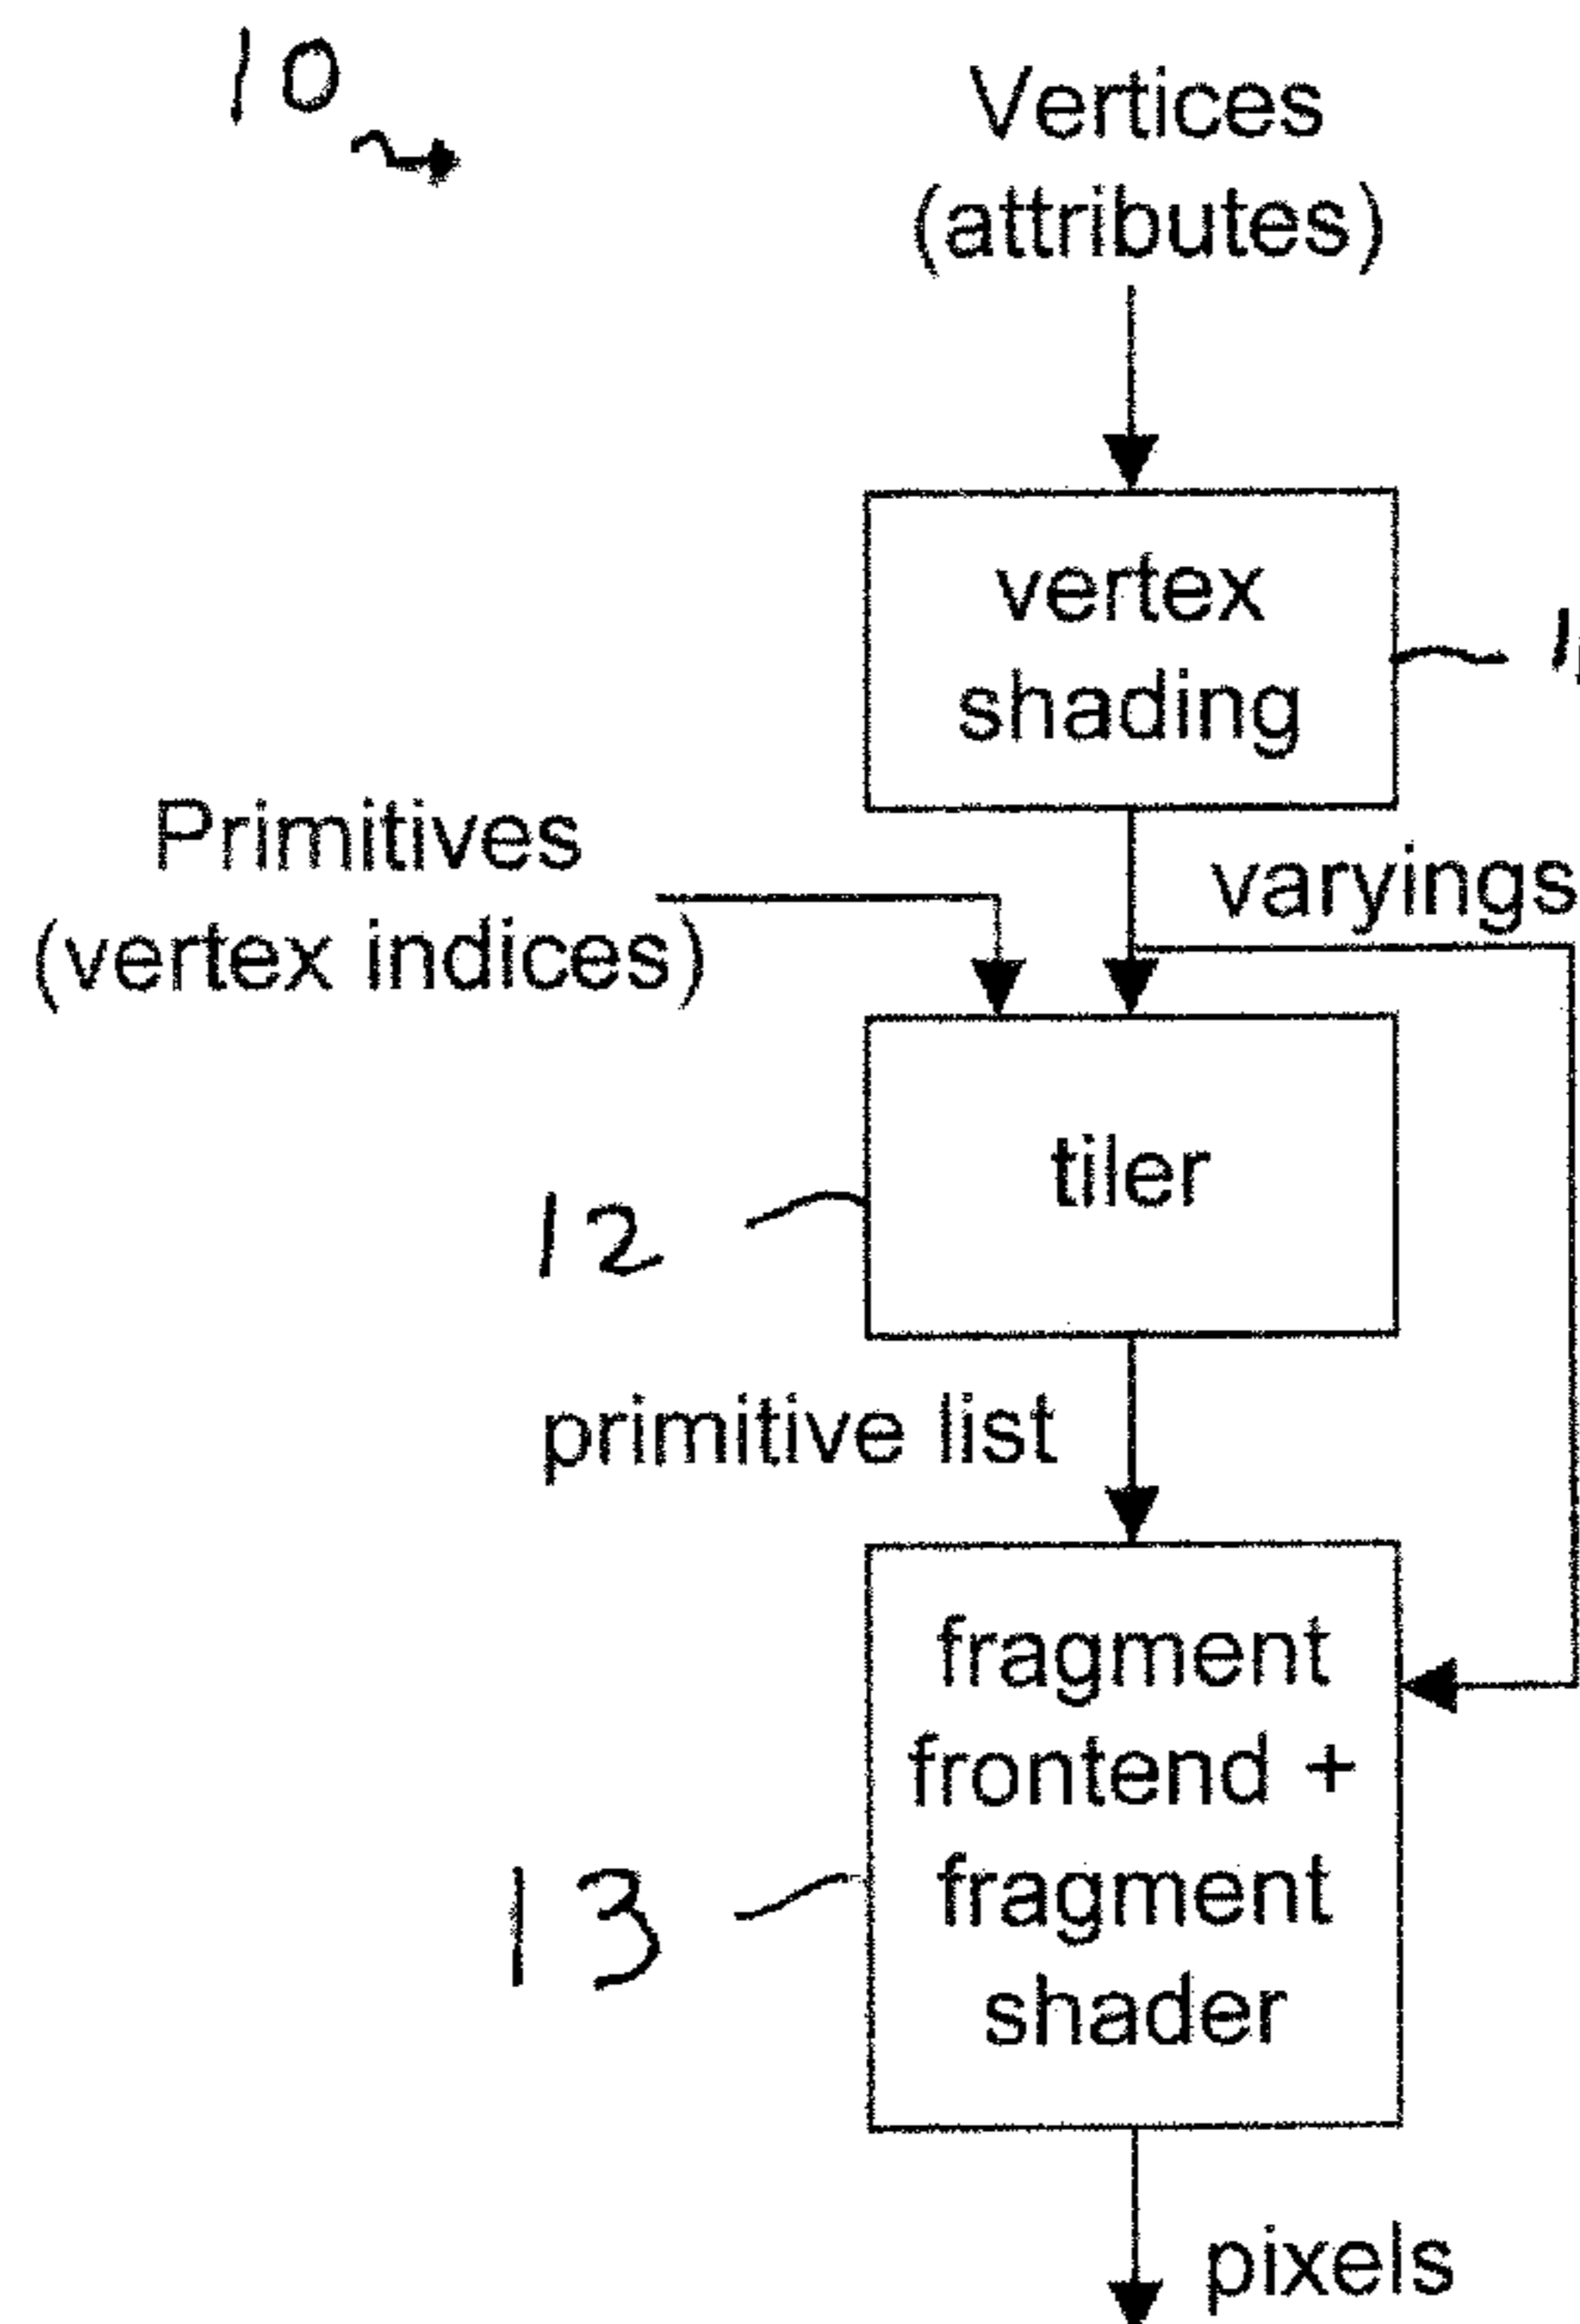 10
Vertices
(attributes)
vertex
shading
Primitives
(vertex indices)
varyings
tiler
12
primitive list
fragment
frontend +
fragment
shader
13
pixels